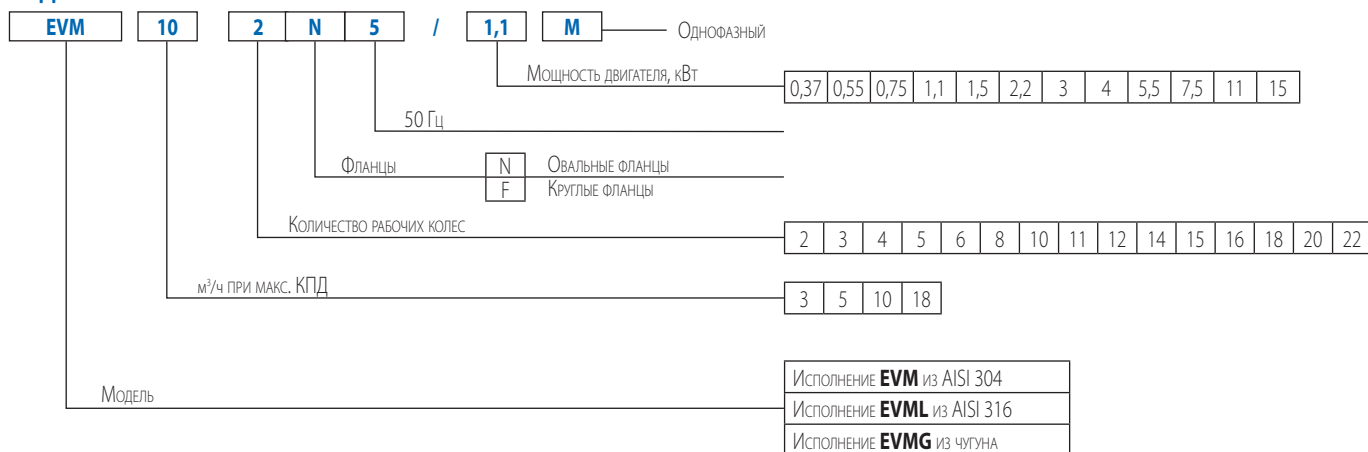 EVM 10 2 N 5 / 1,1 M Однофазный
Мощность двигателя, кВт 0,37 0,55 0,75 1,1 1,5 2,2 3 4 5,5 7,5 11 15
50 Гц
Фланцы N Овальные фланцы
F Круглые фланцы
Количество рабочих колес 2 3 4 5 6 8 10 11 12 14 15 16 18 20 22
м³/ч при макс. КПД 3 5 10 18
Исполнение EVM из AISI 304
Модель Исполнение EVML из AISI 316
Исполнение EVMG из чугуна